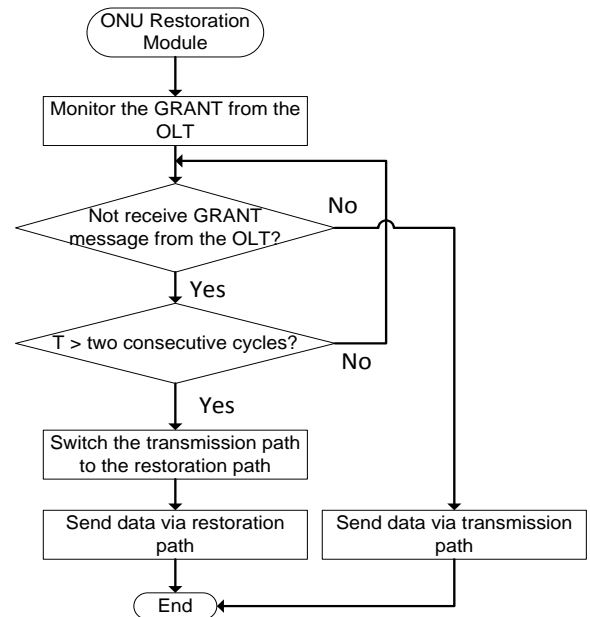 ONU Restoration
Module
Monitor the GRANT from the
OLT
Not receive GRANT
message from the OLT?
No
Yes
T > two consecutive cycles?
No
Yes
Switch the transmission path
to the restoration path
Send data via restoration
path
Send data via transmission
path
End